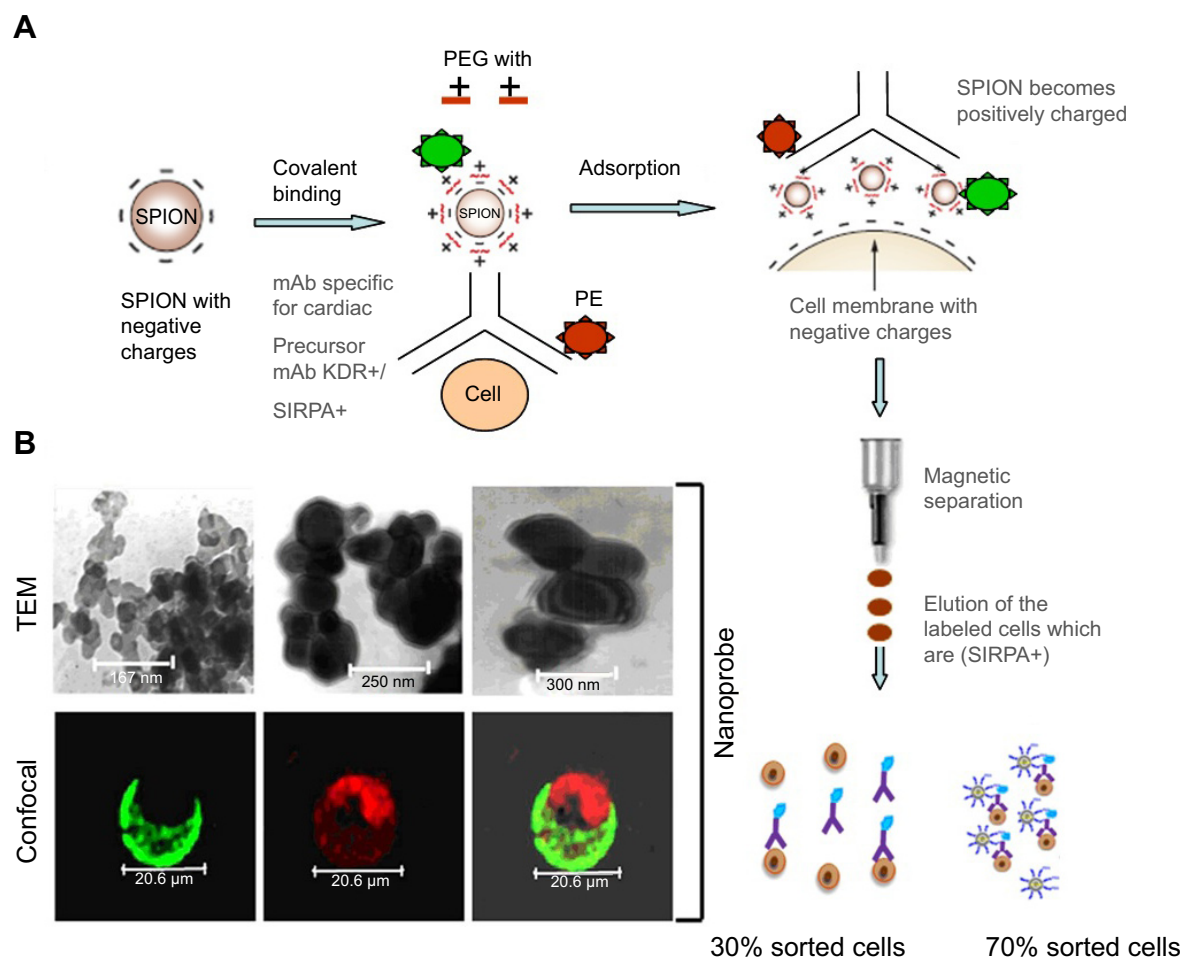 A
PEG with
+ +
SPION
SPION with
negative
charges
Covalent
binding
mAb specific
for cardiac
Precursor
mAb KDR+/
SIRPA+
SPION
PE
Cell
Adsorption
SPION becomes
positively charged
Cell membrane with
negative charges
Magnetic
separation
Elution of the
labeled cells which
are (SIRPA+)
30% sorted cells
70% sorted cells
B
TEM
167 nm
250 nm
300 nm
Confocal
20.6 µm
20.6 µm
20.6 µm
Nanoprobe